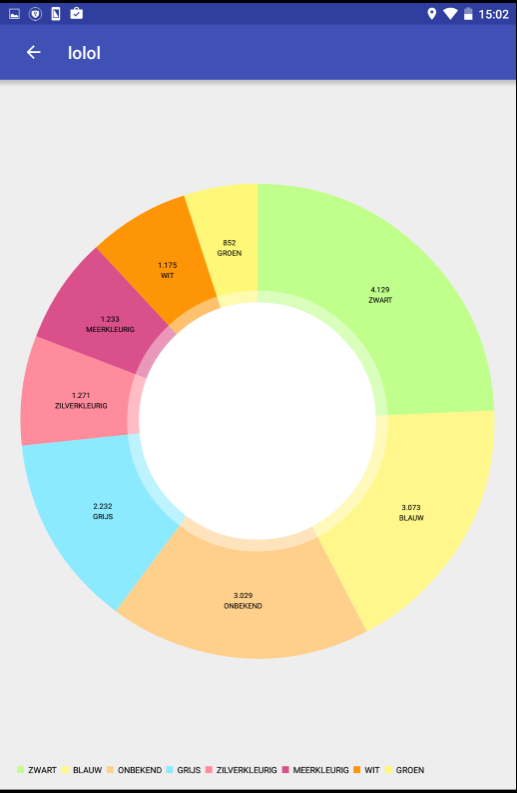 15:02
lolol
852
GROEN
1.175
WIT
4.129
ZWART
1.233
MEERKLEURIG
1.271
ZILVERKLEURIG
2.232
GRIJS
3.073
BLAUW
3.029
ONBEKEND
ZWART BLAUW ONBEKEND GRIJS ZILVERKLEURIG MEERKLEURIG WIT GROEN